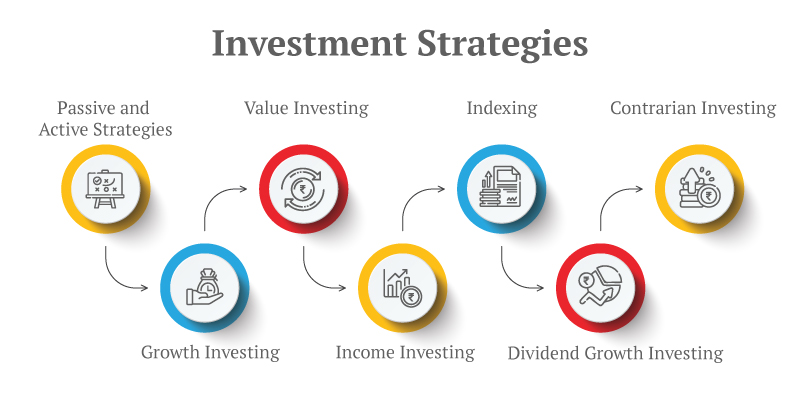 Investment Strategies
Passive and
Active Strategies
Growth Investing
Value Investing
Income Investing
Indexing
Dividend Growth Investing
Contrarian Investing